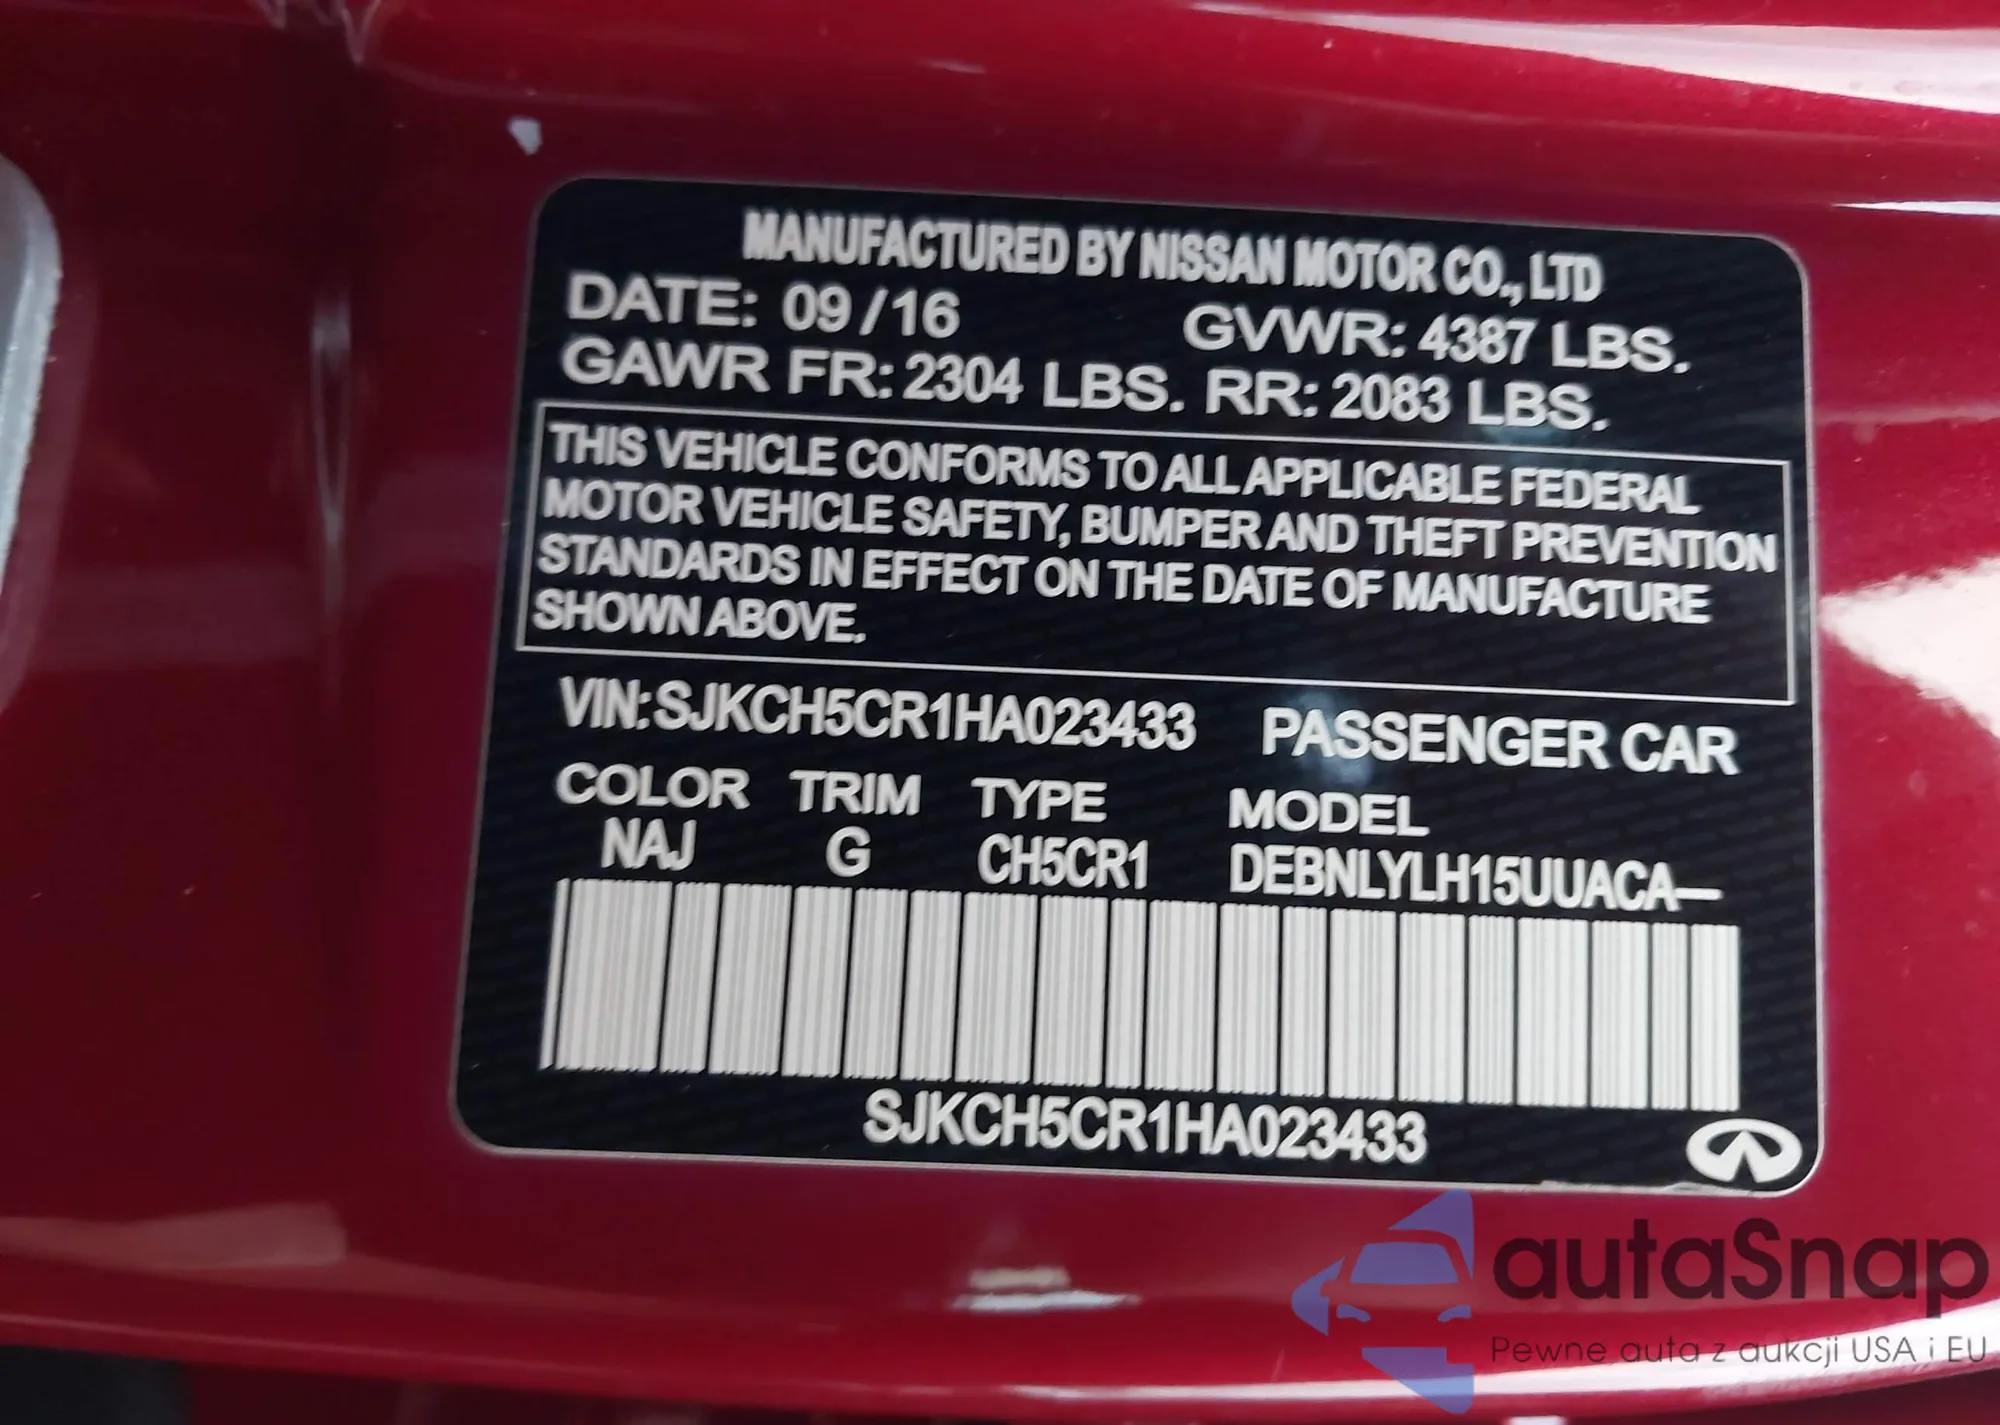 MANUFACTURED BY NISSAN MOTOR CO., LTD
DATE: 09/16 GVWR: 4387 LBS.
GAWR FR: 2304 LBS. RR: 2083 LBS.
THIS VEHICLE CONFORMS TO ALL APPLICABLE FEDERAL
MOTOR VEHICLE SAFETY, BUMPER AND THEFT PREVENTION
STANDARDS IN EFFECT ON THE DATE OF MANUFACTURE
SHOWN ABOVE.
VIN: SJKCH5CR1HA023433 PASSENGER CAR
COLOR TRIM TYPE MODEL
NAJ G CH5CR1 DEBNLYLH15UUACA—
SJKCH5CR1HA023433
autaSnap
Pewne auta z aukcji USA i EU